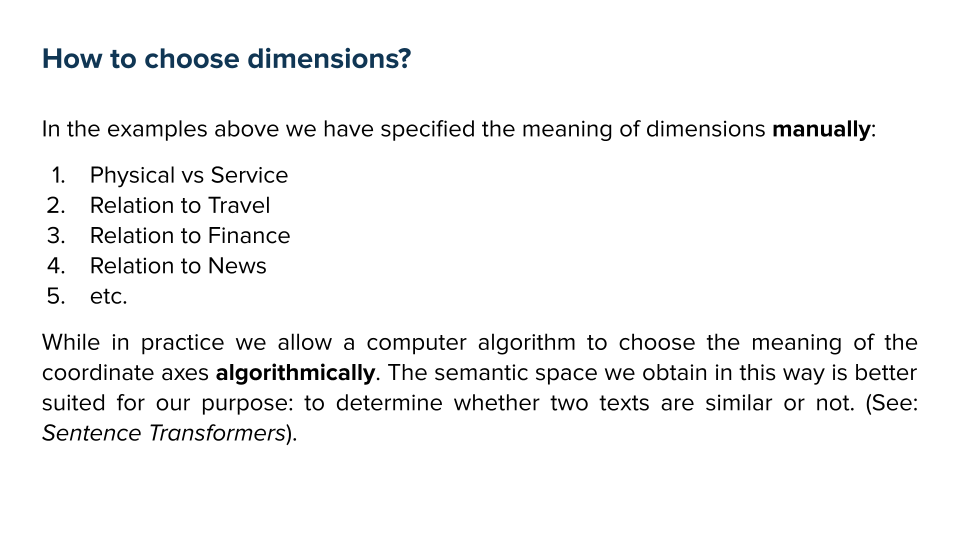 How to choose dimensions?
In the examples above we have specified the meaning of dimensions manually:
1. Physical vs Service
2. Relation to Travel
3. Relation to Finance
4. Relation to News
5. etc.
While in practice we allow a computer algorithm to choose the meaning of the
coordinate axes algorithmically. The semantic space we obtain in this way is better
suited for our purpose: to determine whether two texts are similar or not. (See:
Sentence Transformers).